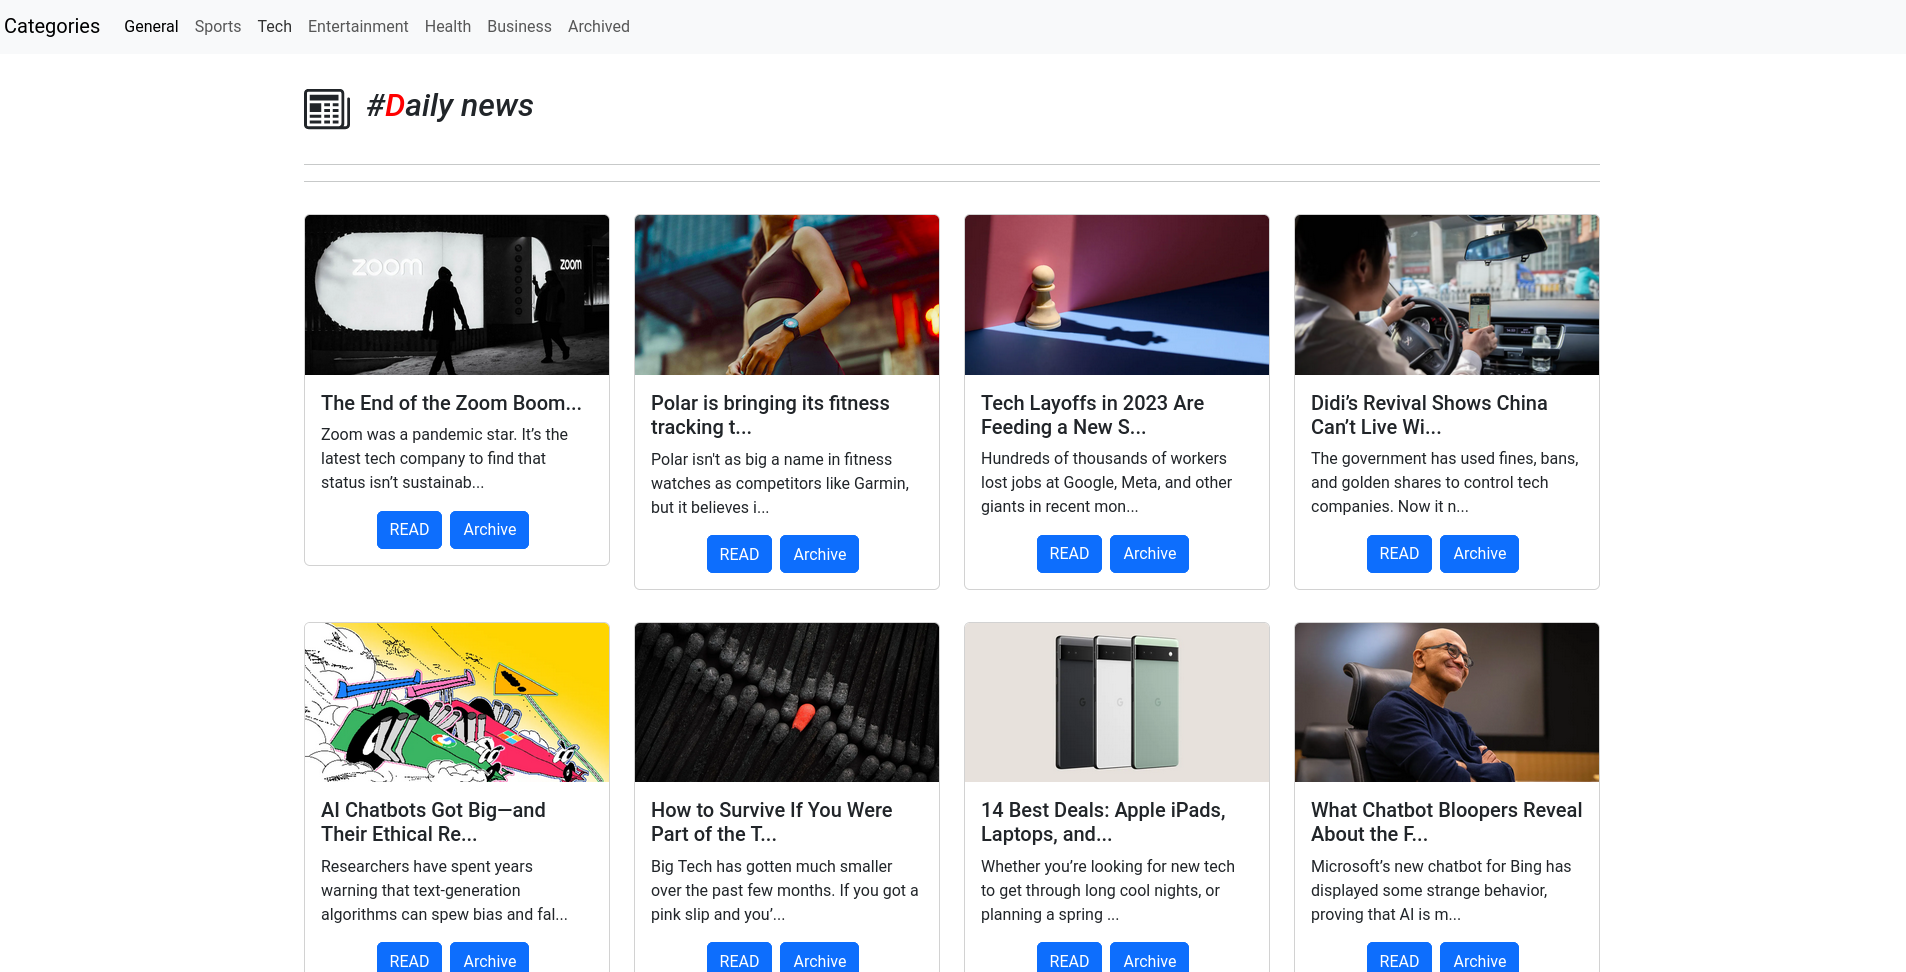 Categories General Sports Tech Entertainment Health Business Archived
#Daily news
zoom
zoom
The End of the Zoom Boom...
Zoom was a pandemic star. It’s the
latest tech company to find that
status isn’t sustainab...
READ Archive
Polar is bringing its fitness
tracking t...
Polar isn't as big a name in fitness
watches as competitors like Garmin,
but it believes i...
READ Archive
Tech Layoffs in 2023 Are
Feeding a New S...
Hundreds of thousands of workers
lost jobs at Google, Meta, and other
giants in recent mon...
READ Archive
Didi’s Revival Shows China
Can’t Live Wi...
The government has used fines, bans,
and golden shares to control tech
companies. Now it n...
READ Archive
AI Chatbots Got Big—and
Their Ethical Re...
Researchers have spent years
warning that text-generation
algorithms can spew bias and fal...
READ Archive
How to Survive If You Were
Part of the T...
Big Tech has gotten much smaller
over the past few months. If you got a
pink slip and you’...
READ Archive
14 Best Deals: Apple iPads,
Laptops, and...
Whether you’re looking for new tech
to get through long cool nights, or
planning a spring ...
READ Archive
What Chatbot Bloopers Reveal
About the F...
Microsoft’s new chatbot for Bing has
displayed some strange behavior,
proving that AI is m...
READ Archive